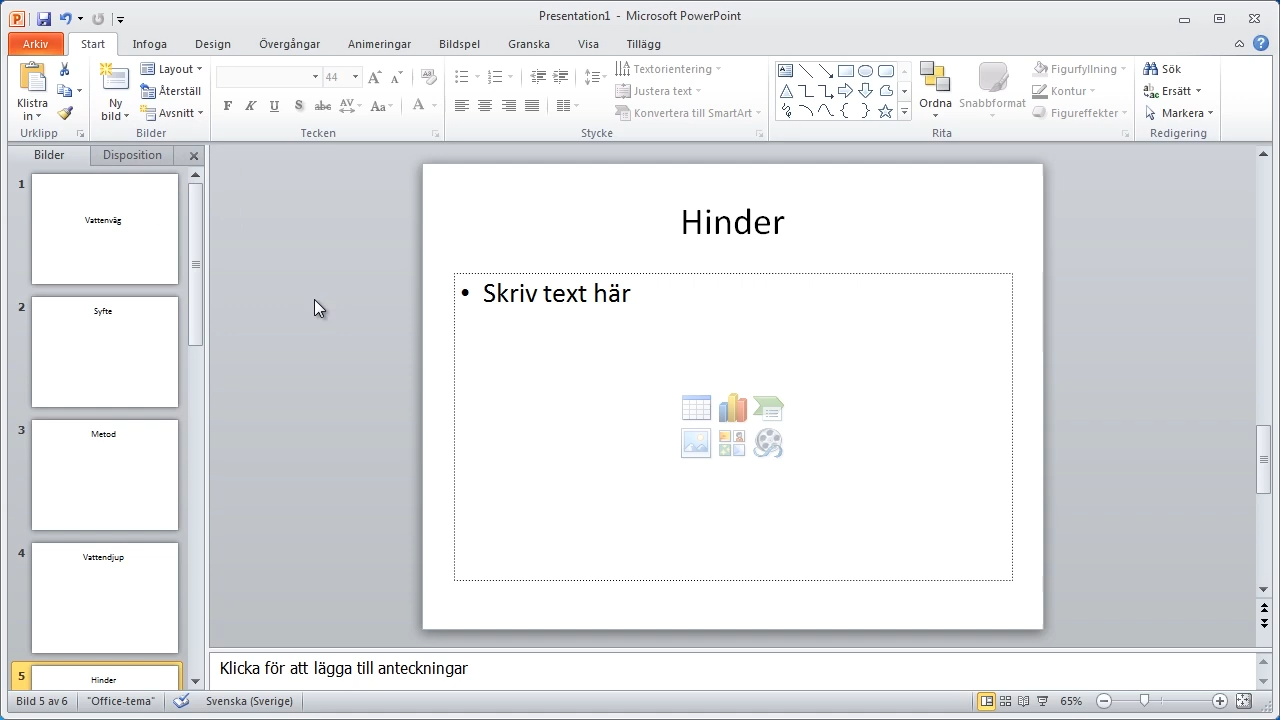 Presentation1 - Microsoft PowerPoint
Arkiv Start Infoga Design Övergångar Animeringar Bildspel Granska Visa Tillägg
Klistra in
Urklipp
Ny bild
Layout
Återställ
Avsnitt
Bilder
44
F K U S abc AV Aa A
Tecken
Textorientering
Justera text
Konvertera till SmartArt
Stycke
Ordna
Snabbformat
Figurfyllning
Kontur
Figureffekter
Rita
Sök
Ersätt
Markera
Redigering
Bilder Disposition
1
Vattenväg
2
Syfte
3
Metod
4
Vattendjup
5
Hinder
Hinder
• Skriv text här
Klicka för att lägga till anteckningar
Bild 5 av 6 "Office-tema" Svenska (Sverige) 65%